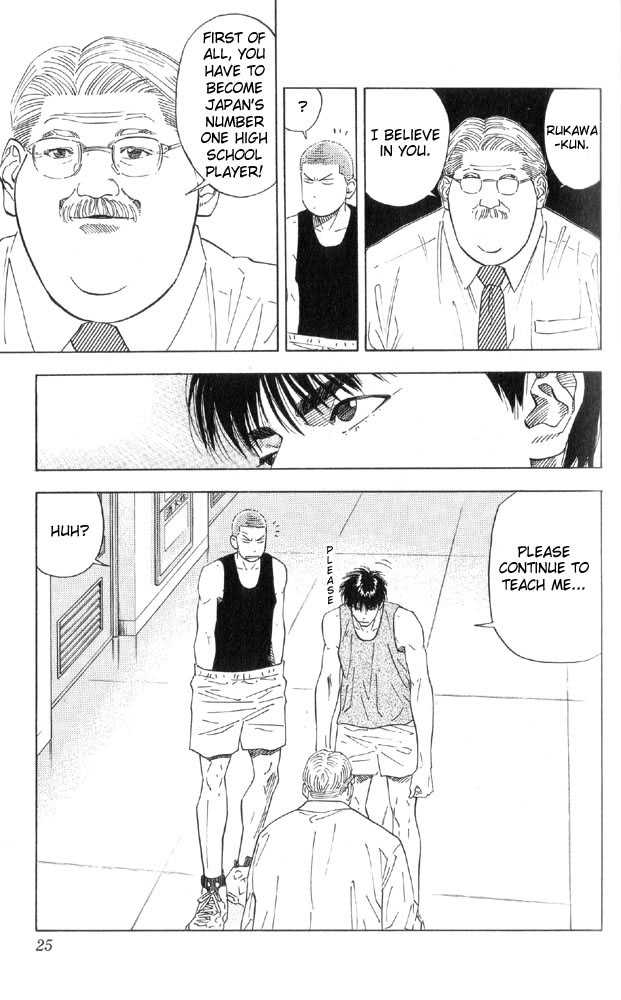 RUKAWA
-KUN.
I BELIEVE
IN YOU.
?
FIRST OF
ALL, YOU
HAVE TO
BECOME
JAPAN'S
NUMBER
ONE HIGH
SCHOOL
PLAYER!
PLEASE
CONTINUE TO
TEACH ME...
PLEASE
HUH?
25